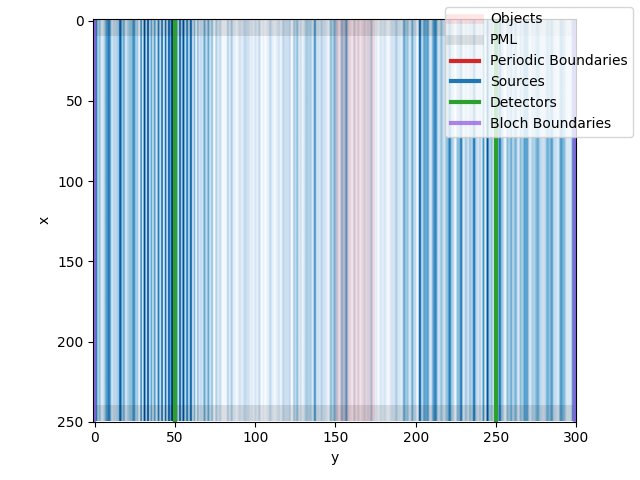 Objects
PML
Periodic Boundaries
Sources
Detectors
Bloch Boundaries
0
50
100
150
200
250
x
0
50
100
150
200
250
300
y